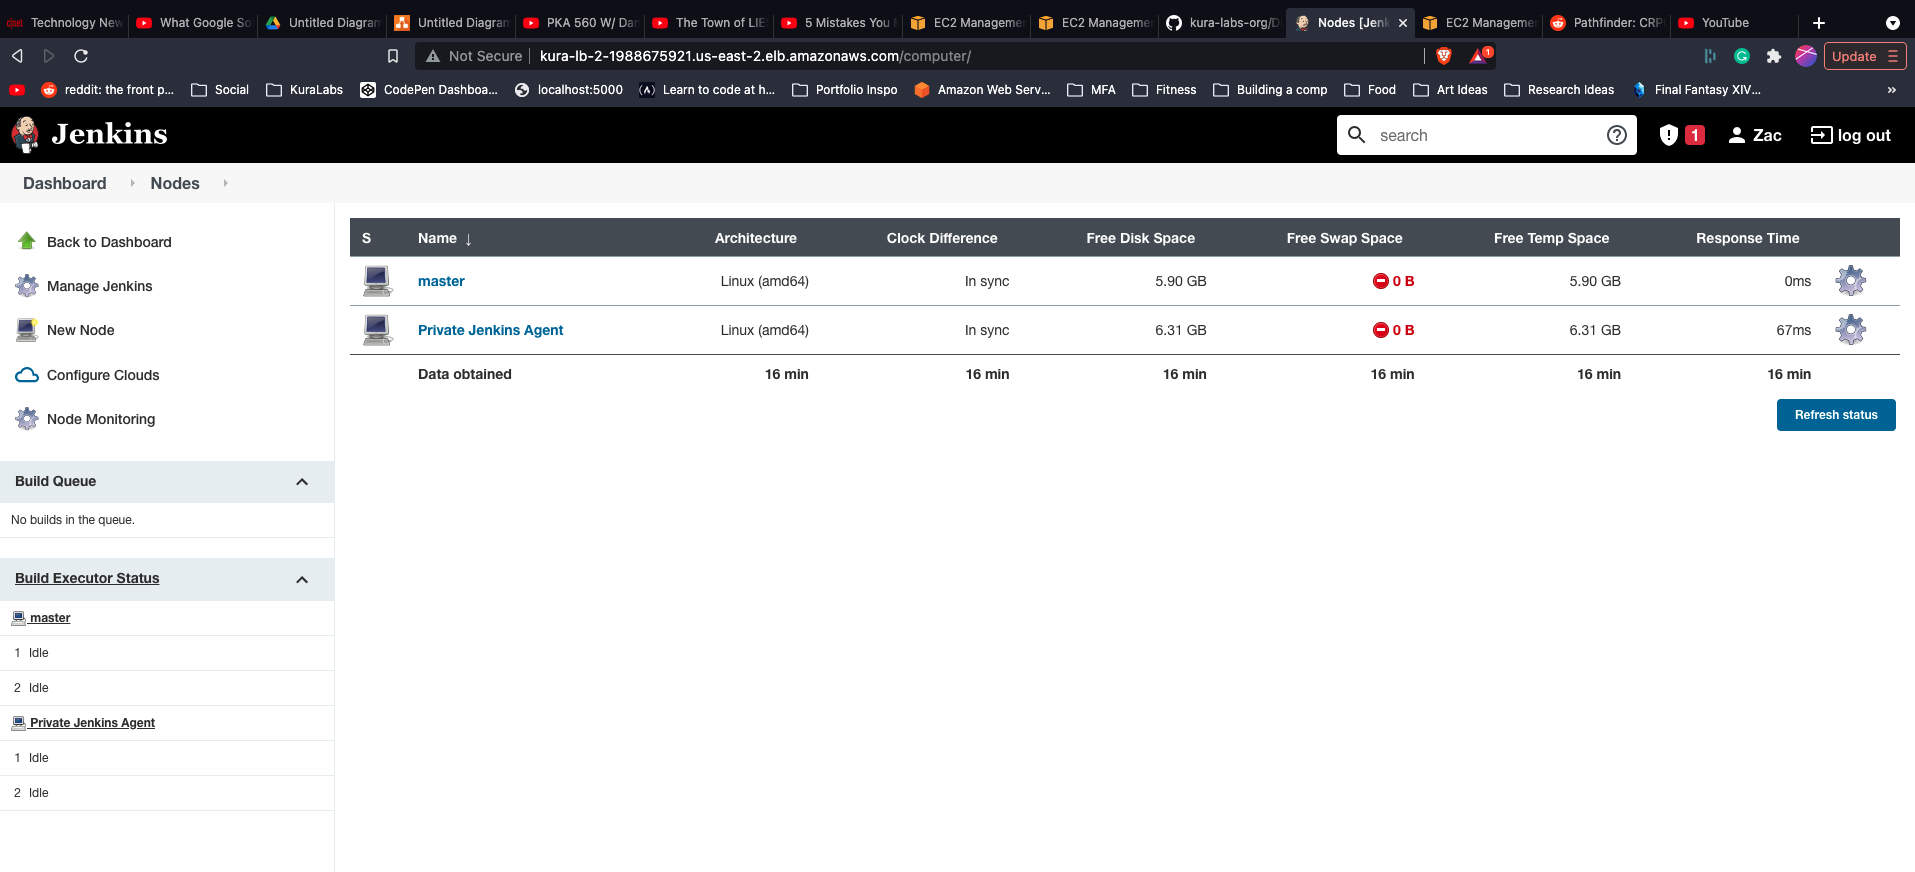 cnet Technology New What Google So Untitled Diagram Untitled Diagram PKA 560 W/ Dan The Town of LIE 5 Mistakes You M EC2 Manageme EC2 Manageme kura-labs-org/D Nodes [Jenk EC2 Manageme Pathfinder: CRPG YouTube
Not Secure kura-lb-2-1988675921.us-east-2.elb.amazonaws.com/computer/ 1 Update
reddit: the front p... Social KuraLabs CodePen Dashboa... localhost:5000 Learn to code at h... Portfolio Inspo Amazon Web Serv... MFA Fitness Building a comp Food Art Ideas Research Ideas Final Fantasy XIV... »
Jenkins search 1 Zac log out
Dashboard Nodes
Back to Dashboard
Manage Jenkins
New Node
Configure Clouds
Node Monitoring
Build Queue
No builds in the queue.
Build Executor Status
master
1 Idle
2 Idle
Private Jenkins Agent
1 Idle
2 Idle
S Name ↓ Architecture Clock Difference Free Disk Space Free Swap Space Free Temp Space Response Time
master Linux (amd64) In sync 5.90 GB 0 B 5.90 GB 0ms
Private Jenkins Agent Linux (amd64) In sync 6.31 GB 0 B 6.31 GB 67ms
Data obtained 16 min 16 min 16 min 16 min 16 min 16 min
Refresh status